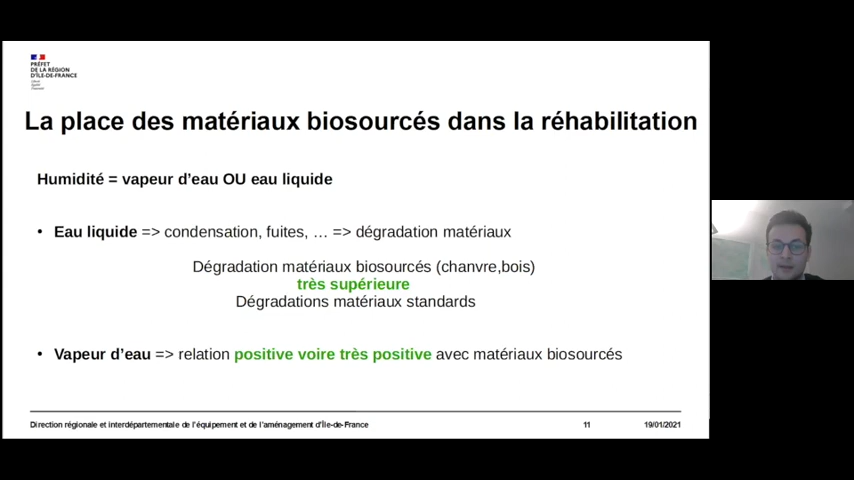 PRÉFET
DE LA RÉGION
D'ÎLE-DE-FRANCE
La place des matériaux biosourcés dans la réhabilitation
Humidité = vapeur d'eau OU eau liquide
• Eau liquide => condensation, fuites, … => dégradation matériaux
Dégradation matériaux biosourcés (chanvre,bois)
très supérieure
Dégradations matériaux standards
• Vapeur d'eau => relation positive voire très positive avec matériaux biosourcés
Direction régionale et interdépartementale de l'équipement et de l'aménagement d'Île-de-France 11 19/01/2021